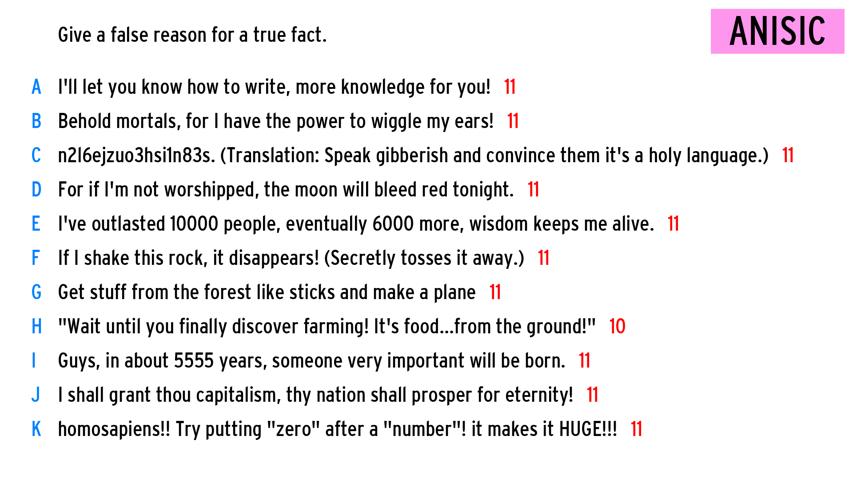 Give a false reason for a true fact.
ANISIC
A I'll let you know how to write, more knowledge for you! 11
B Behold mortals, for I have the power to wiggle my ears! 11
C n2l6ejzuo3hsi1n83s. (Translation: Speak gibberish and convince them it's a holy language.) 11
D For if I'm not worshipped, the moon will bleed red tonight. 11
E I've outlasted 10000 people, eventually 6000 more, wisdom keeps me alive. 11
F If I shake this rock, it disappears! (Secretly tosses it away.) 11
G Get stuff from the forest like sticks and make a plane 11
H "Wait until you finally discover farming! It's food...from the ground!" 10
I Guys, in about 5555 years, someone very important will be born. 11
J I shall grant thou capitalism, thy nation shall prosper for eternity! 11
K homosapiens!! Try putting "zero" after a "number"! it makes it HUGE!!! 11